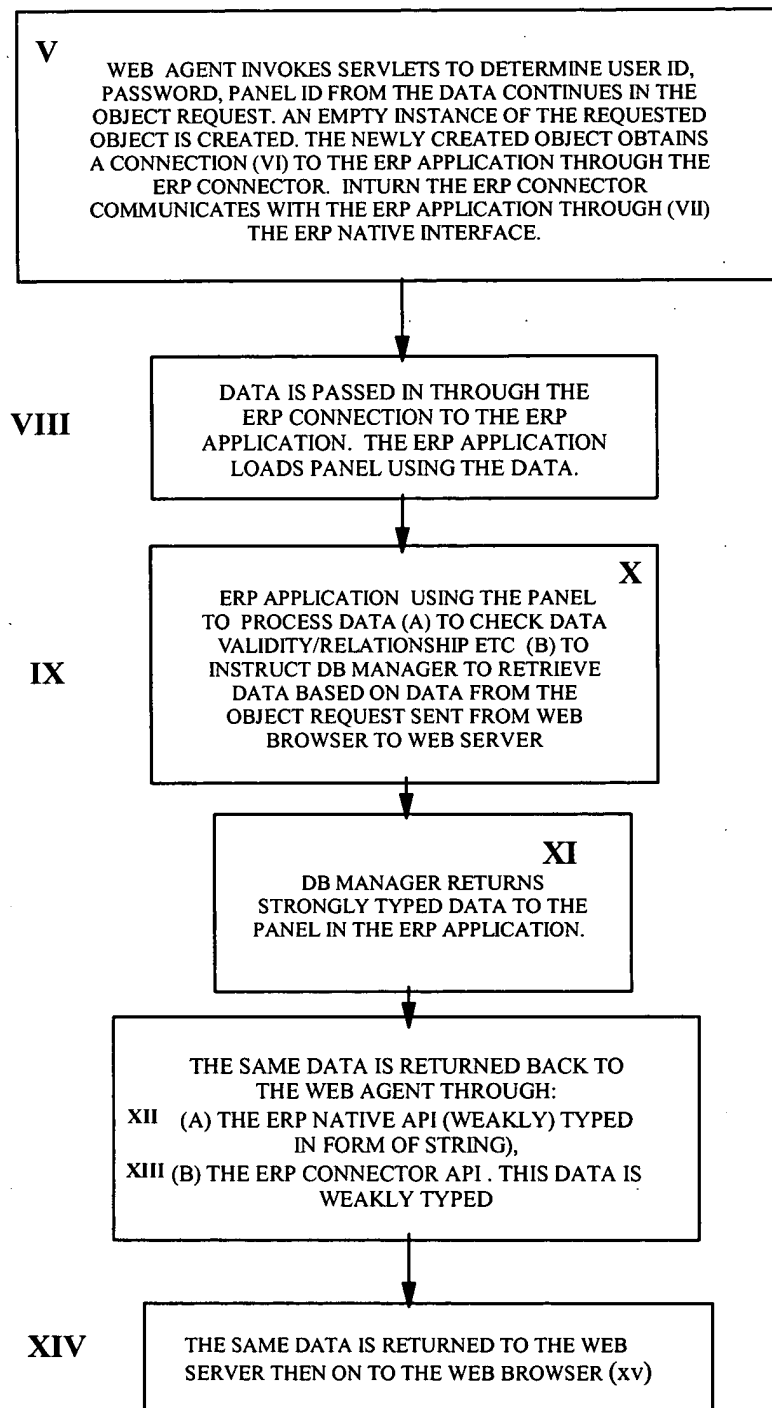 V
WEB AGENT INVOKES SERVLETS TO DETERMINE USER ID,
PASSWORD, PANEL ID FROM THE DATA CONTINUES IN THE
OBJECT REQUEST. AN EMPTY INSTANCE OF THE REQUESTED
OBJECT IS CREATED. THE NEWLY CREATED OBJECT OBTAINS
A CONNECTION (VI) TO THE ERP APPLICATION THROUGH THE
ERP CONNECTOR. INTURN THE ERP CONNECTOR
COMMUNICATES WITH THE ERP APPLICATION THROUGH (VII)
THE ERP NATIVE INTERFACE.
VIII
DATA IS PASSED IN THROUGH THE
ERP CONNECTION TO THE ERP
APPLICATION. THE ERP APPLICATION
LOADS PANEL USING THE DATA.
X
IX
ERP APPLICATION USING THE PANEL
TO PROCESS DATA (A) TO CHECK DATA
VALIDITY/RELATIONSHIP ETC (B) TO
INSTRUCT DB MANAGER TO RETRIEVE
DATA BASED ON DATA FROM THE
OBJECT REQUEST SENT FROM WEB
BROWSER TO WEB SERVER
XI
DB MANAGER RETURNS
STRONGLY TYPED DATA TO THE
PANEL IN THE ERP APPLICATION.
THE SAME DATA IS RETURNED BACK TO
THE WEB AGENT THROUGH:
XII (A) THE ERP NATIVE API (WEAKLY) TYPED
IN FORM OF STRING),
XIII (B) THE ERP CONNECTOR API . THIS DATA IS
WEAKLY TYPED
XIV
THE SAME DATA IS RETURNED TO THE WEB
SERVER THEN ON TO THE WEB BROWSER (xv)